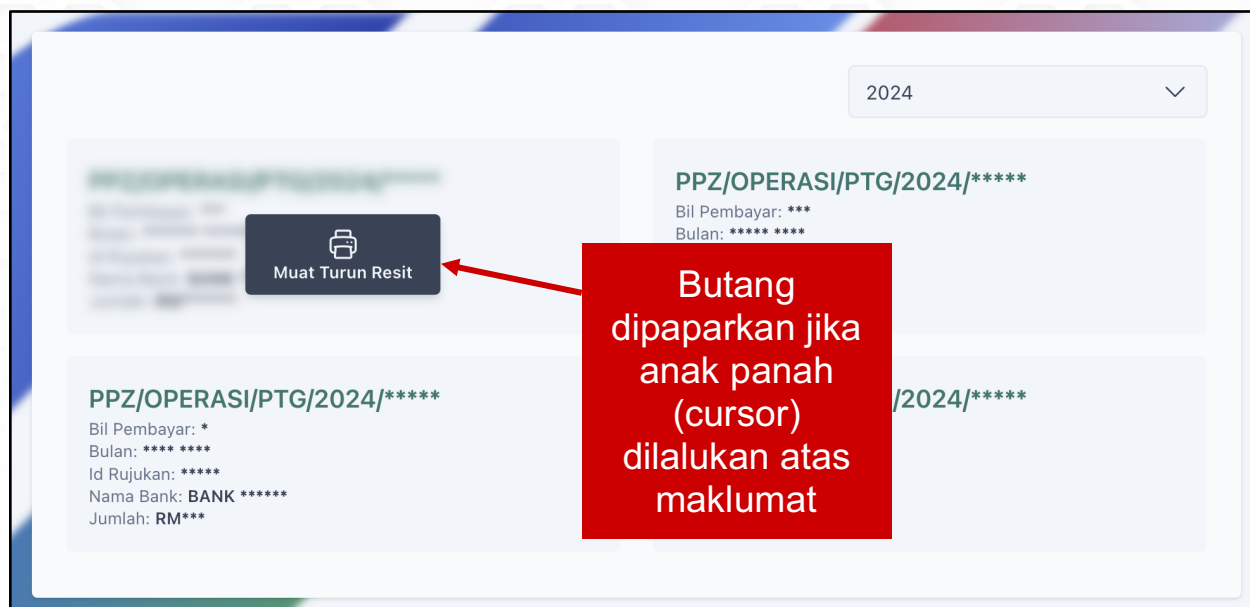 2024
PPZ/OPERASI/PTG/2024/*****
Bil Pembayar: ***
Bulan: ***** ****
Muat Turun Resit
Butang
dipaparkan jika
anak panah
(cursor)
dilalukan atas
maklumat
PPZ/OPERASI/PTG/2024/*****
Bil Pembayar: *
Bulan: **** ****
Id Rujukan: *****
Nama Bank: BANK ******
Jumlah: RM***
/2024/*****